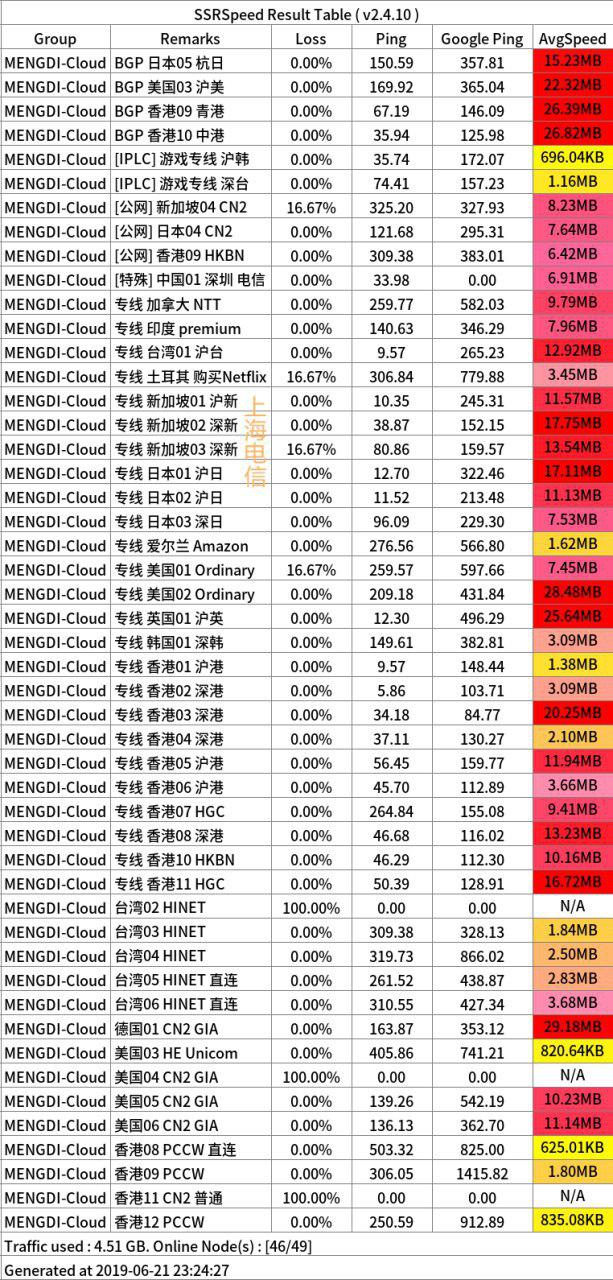 SSRSpeed Result Table ( v2.4.10 )
Group Remarks Loss Ping Google Ping AvgSpeed
MENGDI-Cloud BGP 日本05 杭日 0.00% 150.59 357.81 15.23MB
MENGDI-Cloud BGP 美国03 沪美 0.00% 169.92 365.04 22.32MB
MENGDI-Cloud BGP 香港09 青港 0.00% 67.19 146.09 26.39MB
MENGDI-Cloud BGP 香港10 中港 0.00% 35.94 125.98 26.82MB
MENGDI-Cloud [IPLC] 游戏专线 沪韩 0.00% 35.74 172.07 696.04KB
MENGDI-Cloud [IPLC] 游戏专线 深台 0.00% 74.41 157.23 1.16MB
MENGDI-Cloud [公网] 新加坡04 CN2 16.67% 325.20 327.93 8.23MB
MENGDI-Cloud [公网] 日本04 CN2 0.00% 121.68 295.31 7.64MB
MENGDI-Cloud [公网] 香港09 HKBN 0.00% 309.38 383.01 6.42MB
MENGDI-Cloud [特殊] 中国01 深圳 电信 0.00% 33.98 0.00 6.91MB
MENGDI-Cloud 专线 加拿大 NTT 0.00% 259.77 582.03 9.79MB
MENGDI-Cloud 专线 印度 premium 0.00% 140.63 346.29 7.96MB
MENGDI-Cloud 专线 台湾01 沪台 0.00% 9.57 265.23 12.92MB
MENGDI-Cloud 专线 土耳其 购买Netflix 16.67% 306.84 779.88 3.45MB
MENGDI-Cloud 专线 新加坡01 沪新 0.00% 10.35 245.31 11.57MB
MENGDI-Cloud 专线 新加坡02 深新 0.00% 38.87 152.15 17.75MB
MENGDI-Cloud 专线 新加坡03 深新 16.67% 80.86 159.57 13.54MB
MENGDI-Cloud 专线 日本01 沪日 0.00% 12.70 322.46 17.11MB
MENGDI-Cloud 专线 日本02 沪日 0.00% 11.52 213.48 11.13MB
MENGDI-Cloud 专线 日本03 深日 0.00% 96.09 229.30 7.53MB
MENGDI-Cloud 专线 爱尔兰 Amazon 0.00% 276.56 566.80 1.62MB
MENGDI-Cloud 专线 美国01 Ordinary 16.67% 259.57 597.66 7.45MB
MENGDI-Cloud 专线 美国02 Ordinary 0.00% 209.18 431.84 28.48MB
MENGDI-Cloud 专线 英国01 沪英 0.00% 12.30 496.29 25.64MB
MENGDI-Cloud 专线 韩国01 深韩 0.00% 149.61 382.81 3.09MB
MENGDI-Cloud 专线 香港01 沪港 0.00% 9.57 148.44 1.38MB
MENGDI-Cloud 专线 香港02 深港 0.00% 5.86 103.71 3.09MB
MENGDI-Cloud 专线 香港03 深港 0.00% 34.18 84.77 20.25MB
MENGDI-Cloud 专线 香港04 深港 0.00% 37.11 130.27 2.10MB
MENGDI-Cloud 专线 香港05 沪港 0.00% 56.45 159.77 11.94MB
MENGDI-Cloud 专线 香港06 沪港 0.00% 45.70 112.89 3.66MB
MENGDI-Cloud 专线 香港07 HGC 0.00% 264.84 155.08 9.41MB
MENGDI-Cloud 专线 香港08 深港 0.00% 46.68 116.02 13.23MB
MENGDI-Cloud 专线 香港10 HKBN 0.00% 46.29 112.30 10.16MB
MENGDI-Cloud 专线 香港11 HGC 0.00% 50.39 128.91 16.72MB
MENGDI-Cloud 台湾02 HINET 100.00% 0.00 0.00 N/A
MENGDI-Cloud 台湾03 HINET 0.00% 309.38 328.13 1.84MB
MENGDI-Cloud 台湾04 HINET 0.00% 319.73 866.02 2.50MB
MENGDI-Cloud 台湾05 HINET 直连 0.00% 261.52 438.87 2.83MB
MENGDI-Cloud 台湾06 HINET 直连 0.00% 310.55 427.34 3.68MB
MENGDI-Cloud 德国01 CN2 GIA 0.00% 163.87 353.12 29.18MB
MENGDI-Cloud 美国03 HE Unicom 0.00% 405.86 741.21 820.64KB
MENGDI-Cloud 美国04 CN2 GIA 100.00% 0.00 0.00 N/A
MENGDI-Cloud 美国05 CN2 GIA 0.00% 139.26 542.19 10.23MB
MENGDI-Cloud 美国06 CN2 GIA 0.00% 136.13 362.70 11.14MB
MENGDI-Cloud 香港08 PCCW 直连 0.00% 503.32 825.00 625.01KB
MENGDI-Cloud 香港09 PCCW 0.00% 306.05 1415.82 1.80MB
MENGDI-Cloud 香港11 CN2 普通 100.00% 0.00 0.00 N/A
MENGDI-Cloud 香港12 PCCW 0.00% 250.59 912.89 835.08KB
Traffic used : 4.51 GB. Online Node(s) : [46/49]
Generated at 2019-06-21 23:24:27
上海电信